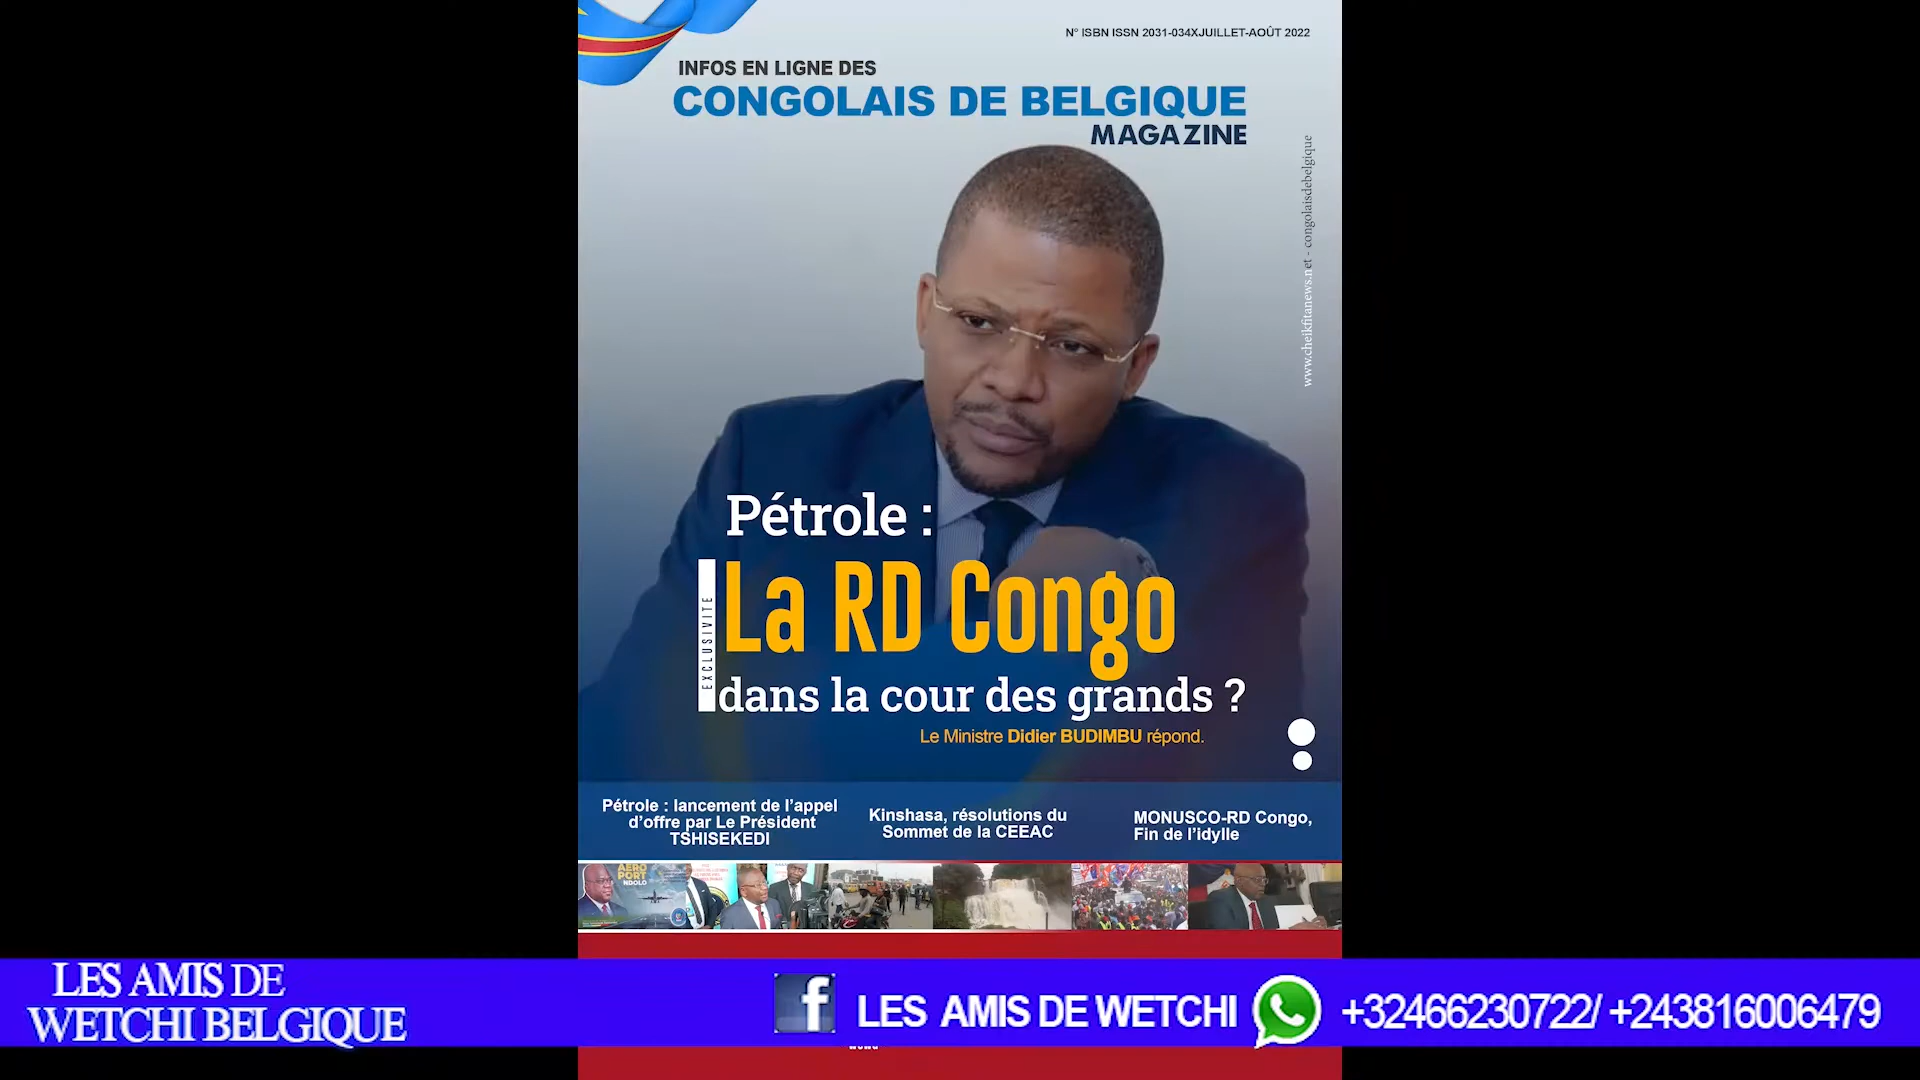 N° ISBN ISSN 2031-034XJUILLET-AOÛT 2022
INFOS EN LIGNE DES
CONGOLAIS DE BELGIQUE
MAGAZINE
www.cheikfitanews.net - congolaisdebelgique
Pétrole :
EXCLUSIVITE
La RD Congo
dans la cour des grands ?
Le Ministre Didier BUDIMBU répond.
Pétrole : lancement de l'appel
d'offre par Le Président
TSHISEKEDI
Kinshasa, résolutions du
Sommet de la CEEAC
MONUSCO-RD Congo,
Fin de l'idylle
AERO
PORT
NDOLO
LES AMIS DE
WETCHI BELGIQUE
f
LES AMIS DE WETCHI
+32466230722/ +243816006479